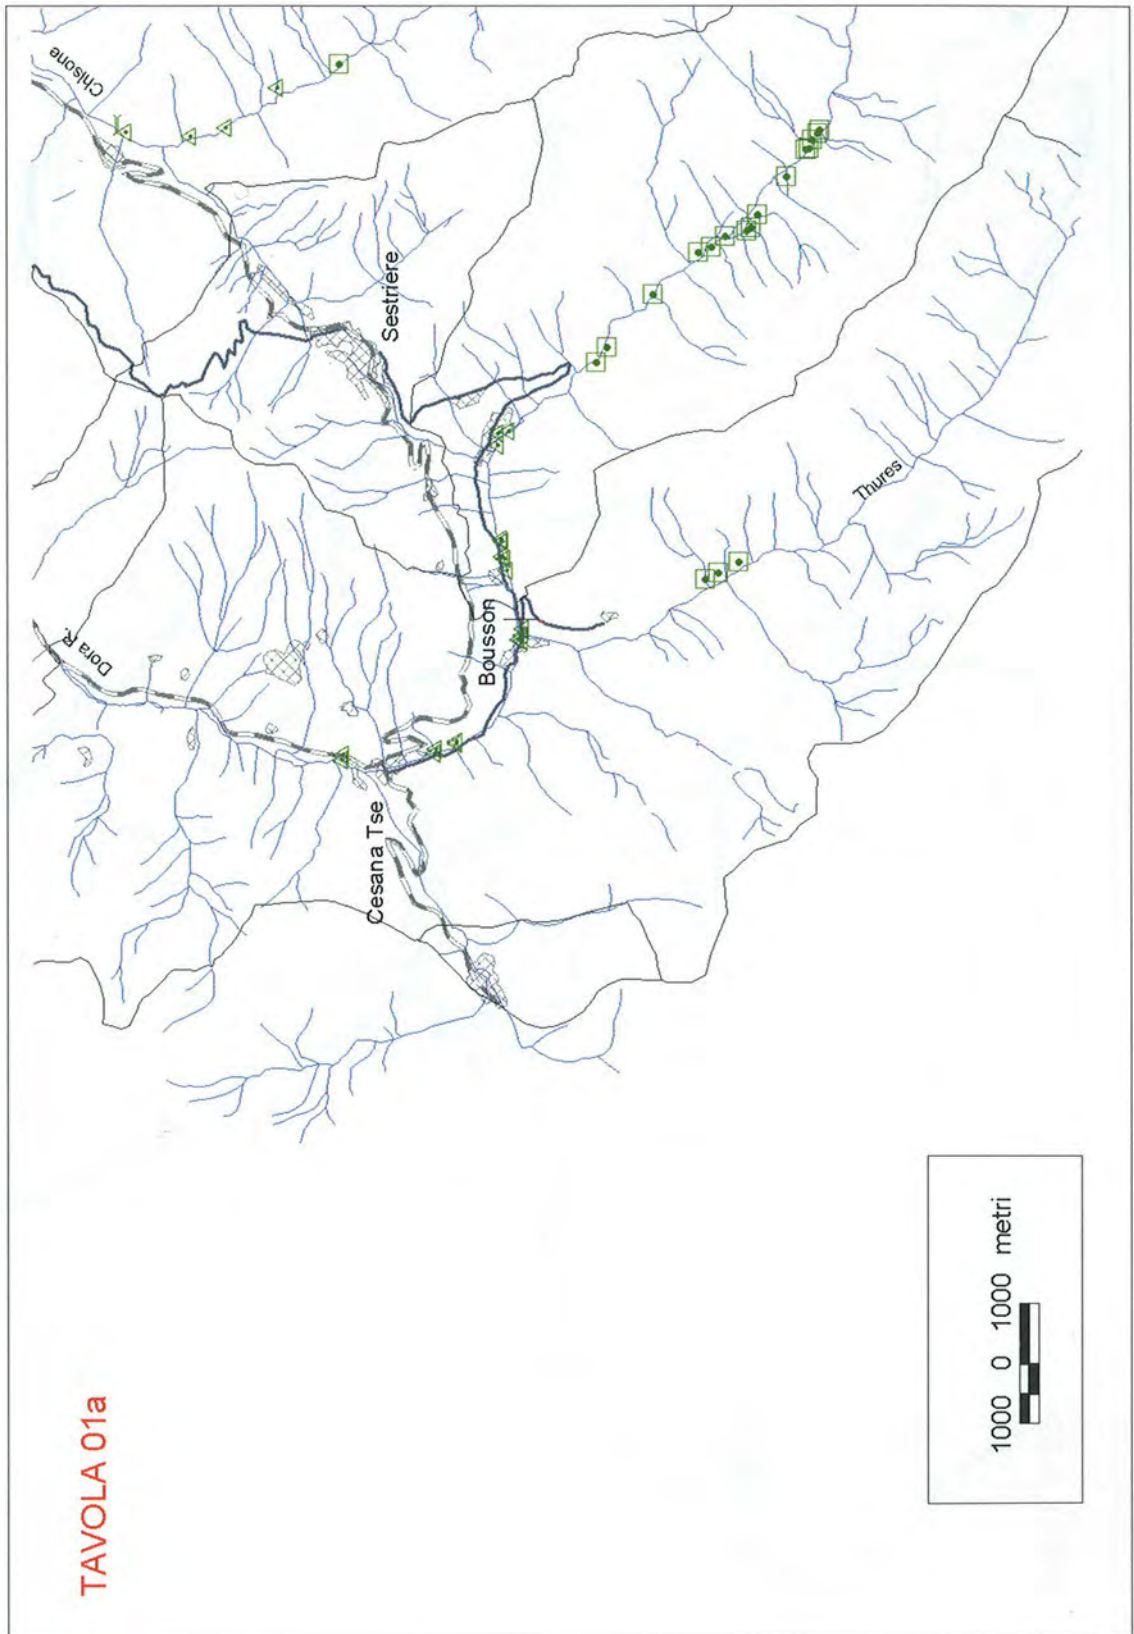 TAVOLA 01a
Chisone
Sestriere
Dora R.
Bousson
Thures
Cesana Tse
1000 0 1000 metri